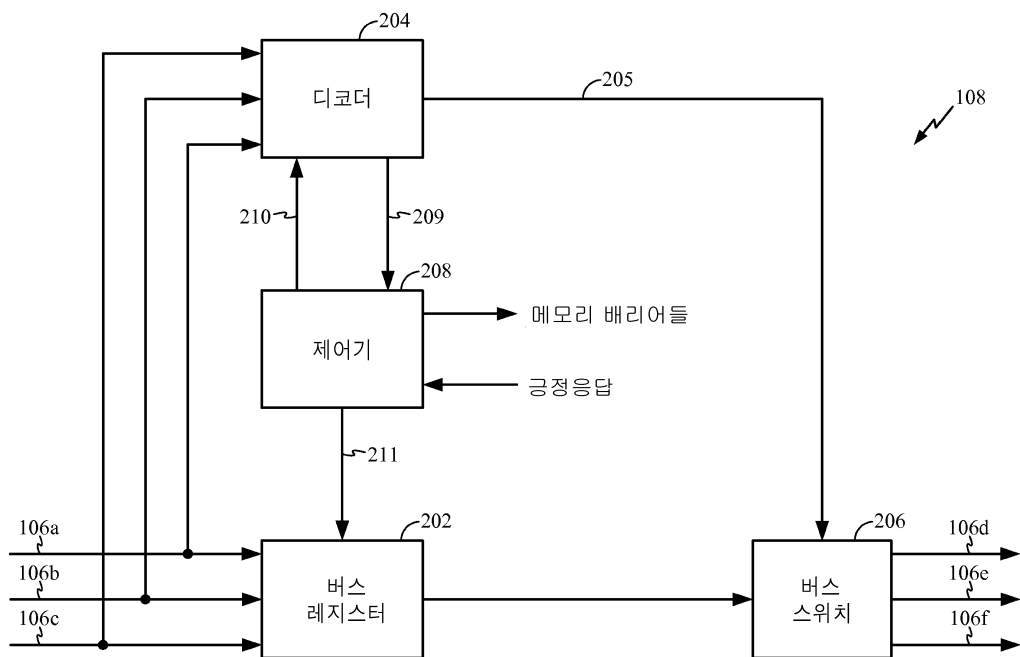 204
디코더
205
108
210
209
208
메모리 배리어들
제어기
긍정응답
211
106a
202
206
106d
106b
버스
레지스터
버스
스위치
106e
106c
106f